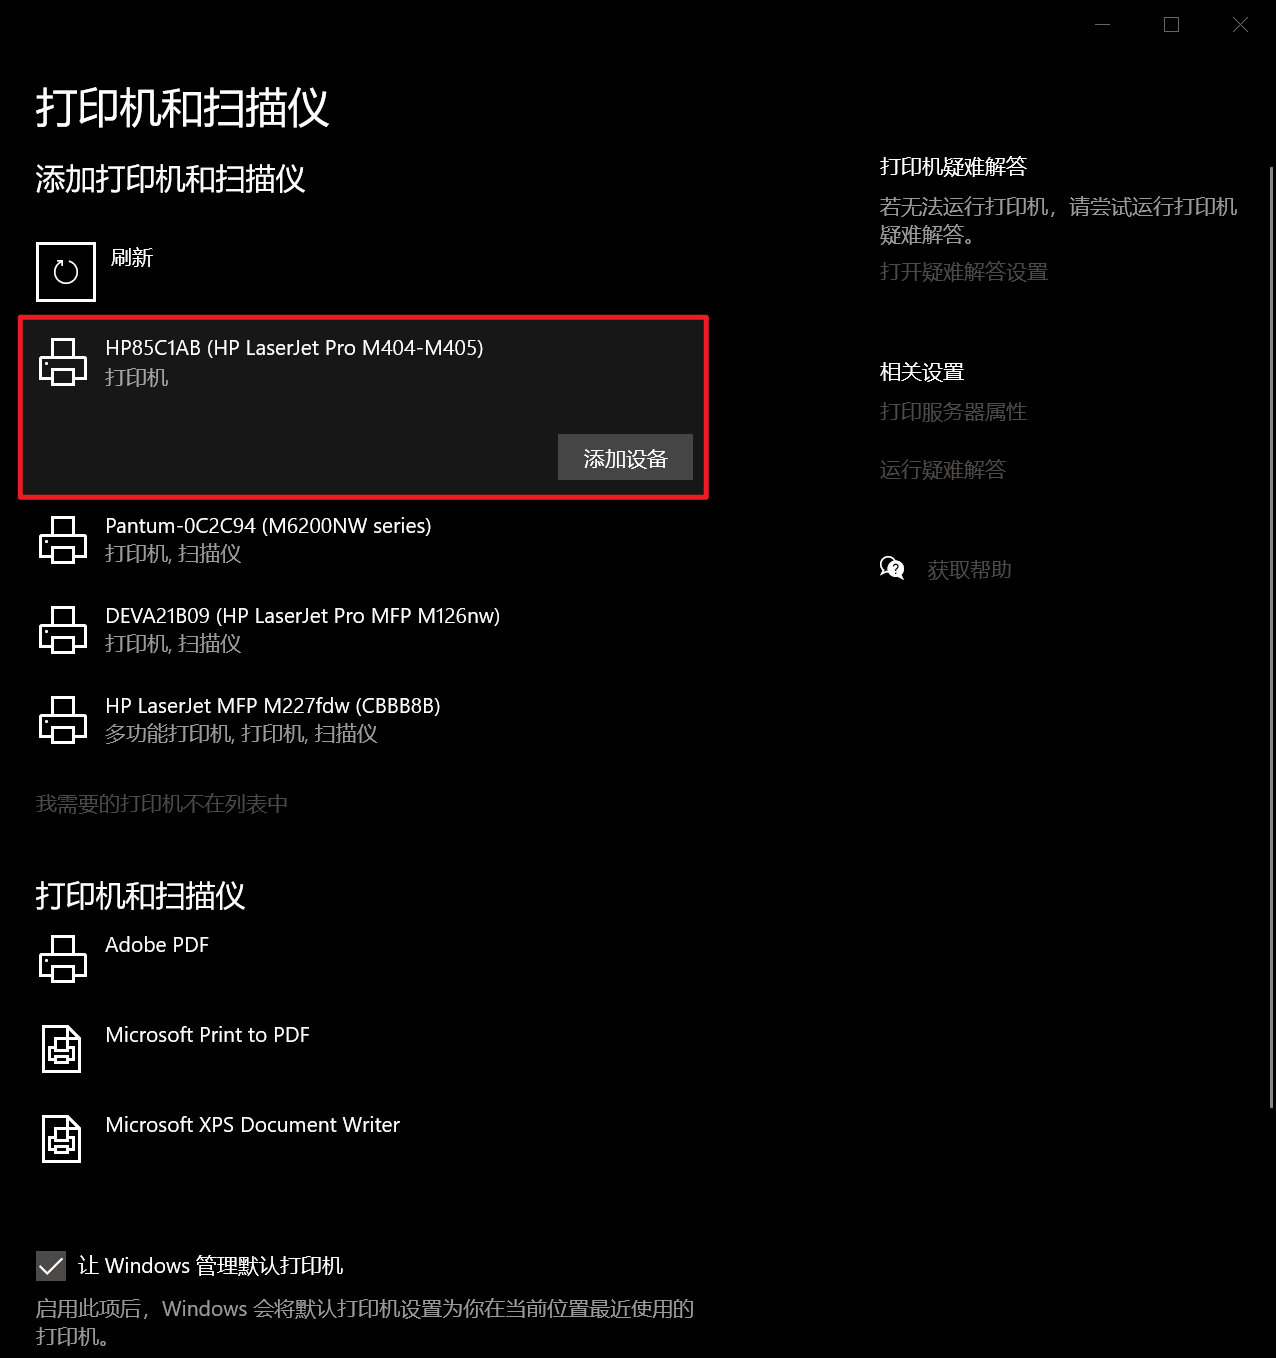 打印机和扫描仪
添加打印机和扫描仪
刷新
HP85C1AB (HP LaserJet Pro M404-M405)
打印机
添加设备
Pantum-0C2C94 (M6200NW series)
打印机, 扫描仪
DEVA21B09 (HP LaserJet Pro MFP M126nw)
打印机, 扫描仪
HP LaserJet MFP M227fdw (CBBB8B)
多功能打印机, 打印机, 扫描仪
我需要的打印机不在列表中
打印机和扫描仪
Adobe PDF
Microsoft Print to PDF
Microsoft XPS Document Writer
让 Windows 管理默认打印机
启用此项后，Windows 会将默认打印机设置为你在当前位置最近使用的
打印机。
打印机疑难解答
若无法运行打印机，请尝试运行打印机
疑难解答。
打开疑难解答设置
相关设置
打印服务器属性
运行疑难解答
获取帮助